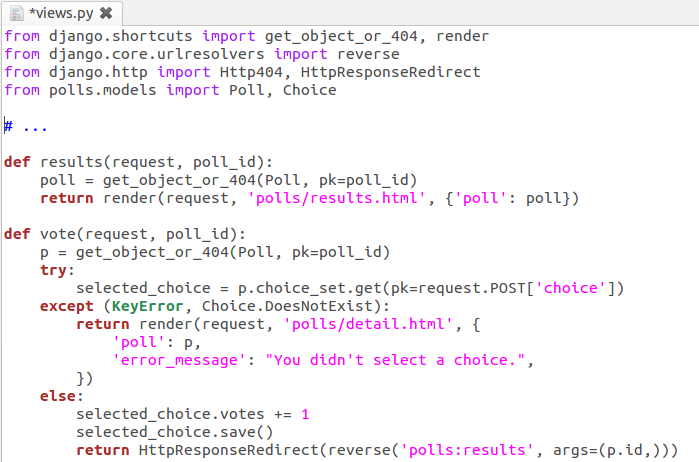 *views.py
from django.shortcuts import get_object_or_404, render
from django.core.urlresolvers import reverse
from django.http import Http404, HttpResponseRedirect
from polls.models import Poll, Choice
# ...
def results(request, poll_id):
    poll = get_object_or_404(Poll, pk=poll_id)
    return render(request, 'polls/results.html', {'poll': poll})
def vote(request, poll_id):
    p = get_object_or_404(Poll, pk=poll_id)
    try:
        selected_choice = p.choice_set.get(pk=request.POST['choice'])
    except (KeyError, Choice.DoesNotExist):
        return render(request, 'polls/detail.html', {
            'poll': p,
            'error_message': "You didn't select a choice.",
        })
    else:
        selected_choice.votes += 1
        selected_choice.save()
        return HttpResponseRedirect(reverse('polls:results', args=(p.id,)))